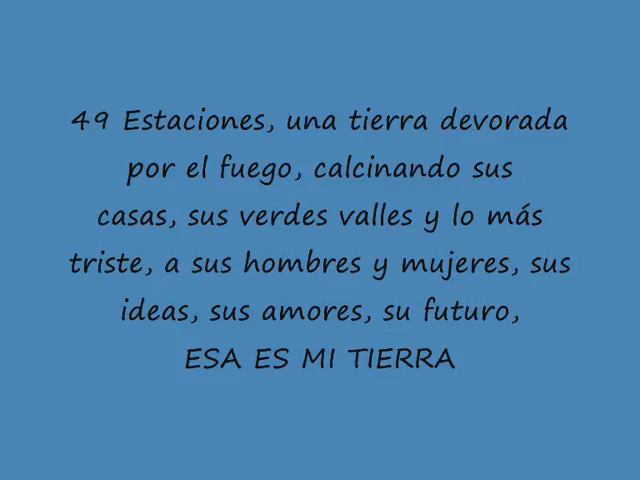 49 Estaciones, una tierra devorada
por el fuego, calcinando sus
casas, sus verdes valles y lo más
triste, a sus hombres y mujeres, sus
ideas, sus amores, su futuro,
ESA ES MI TIERRA